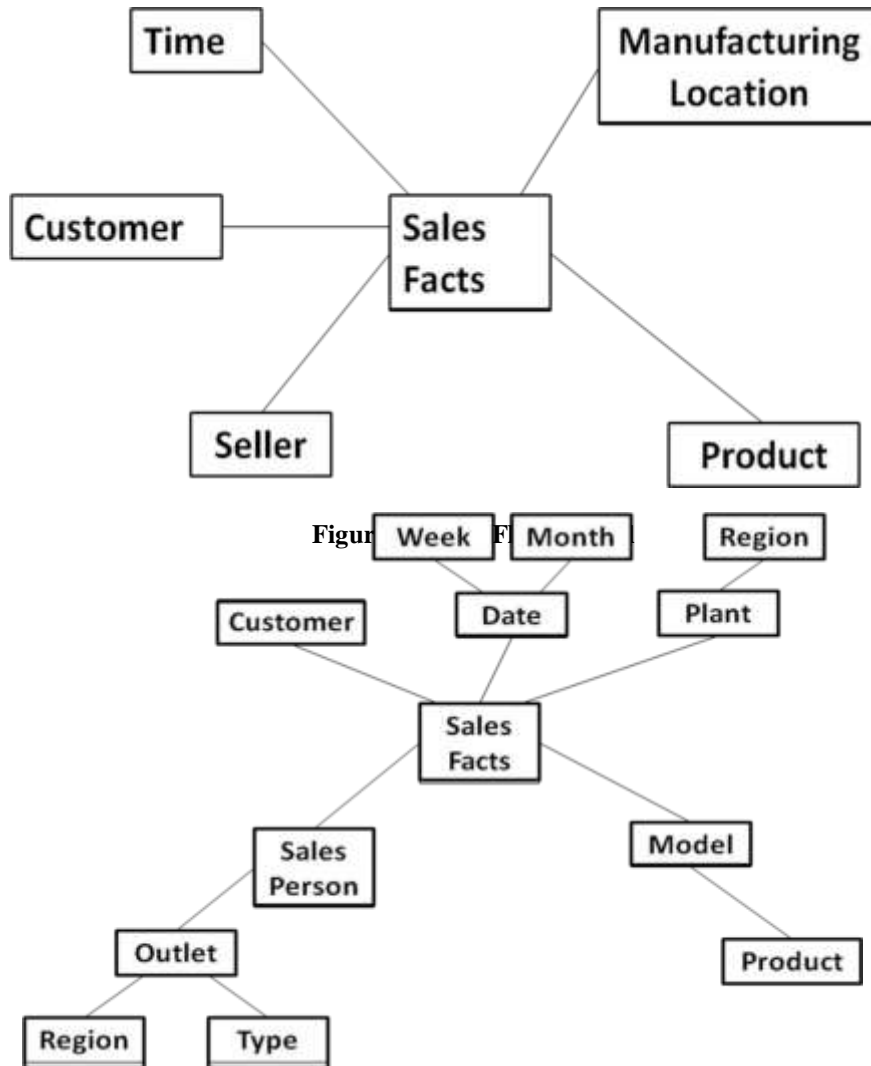 Time
Manufacturing
Location
Customer
Sales
Facts
Seller
Product
Week
Month
Region
Customer
Date
Plant
Sales
Facts
Sales
Person
Model
Outlet
Product
Region
Type